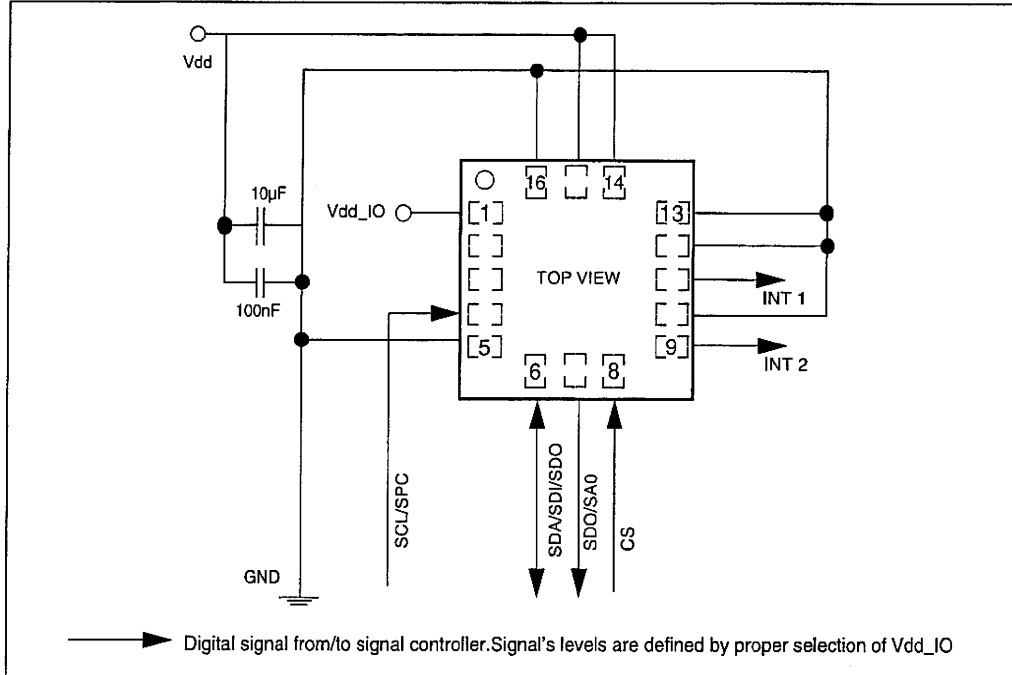 Vdd
10µF
100nF
Vdd_IO
16
14
1
13
TOP VIEW
INT 1
5
9
INT 2
6
8
SCL/SPC
SDA/SDI/SDO
SDO/SA0
CS
GND
Digital signal from/to signal controller.Signal's levels are defined by proper selection of Vdd_IO